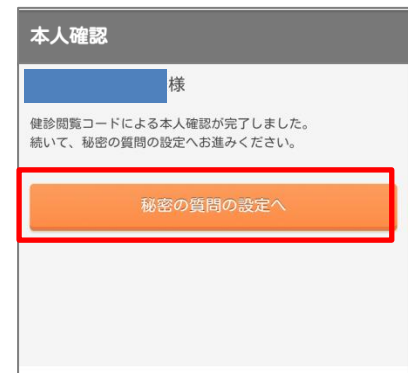 本人確認
様
健診閲覧コードによる本人確認が完了しました。
続いて、秘密の質問の設定へお進みください。
秘密の質問の設定へ